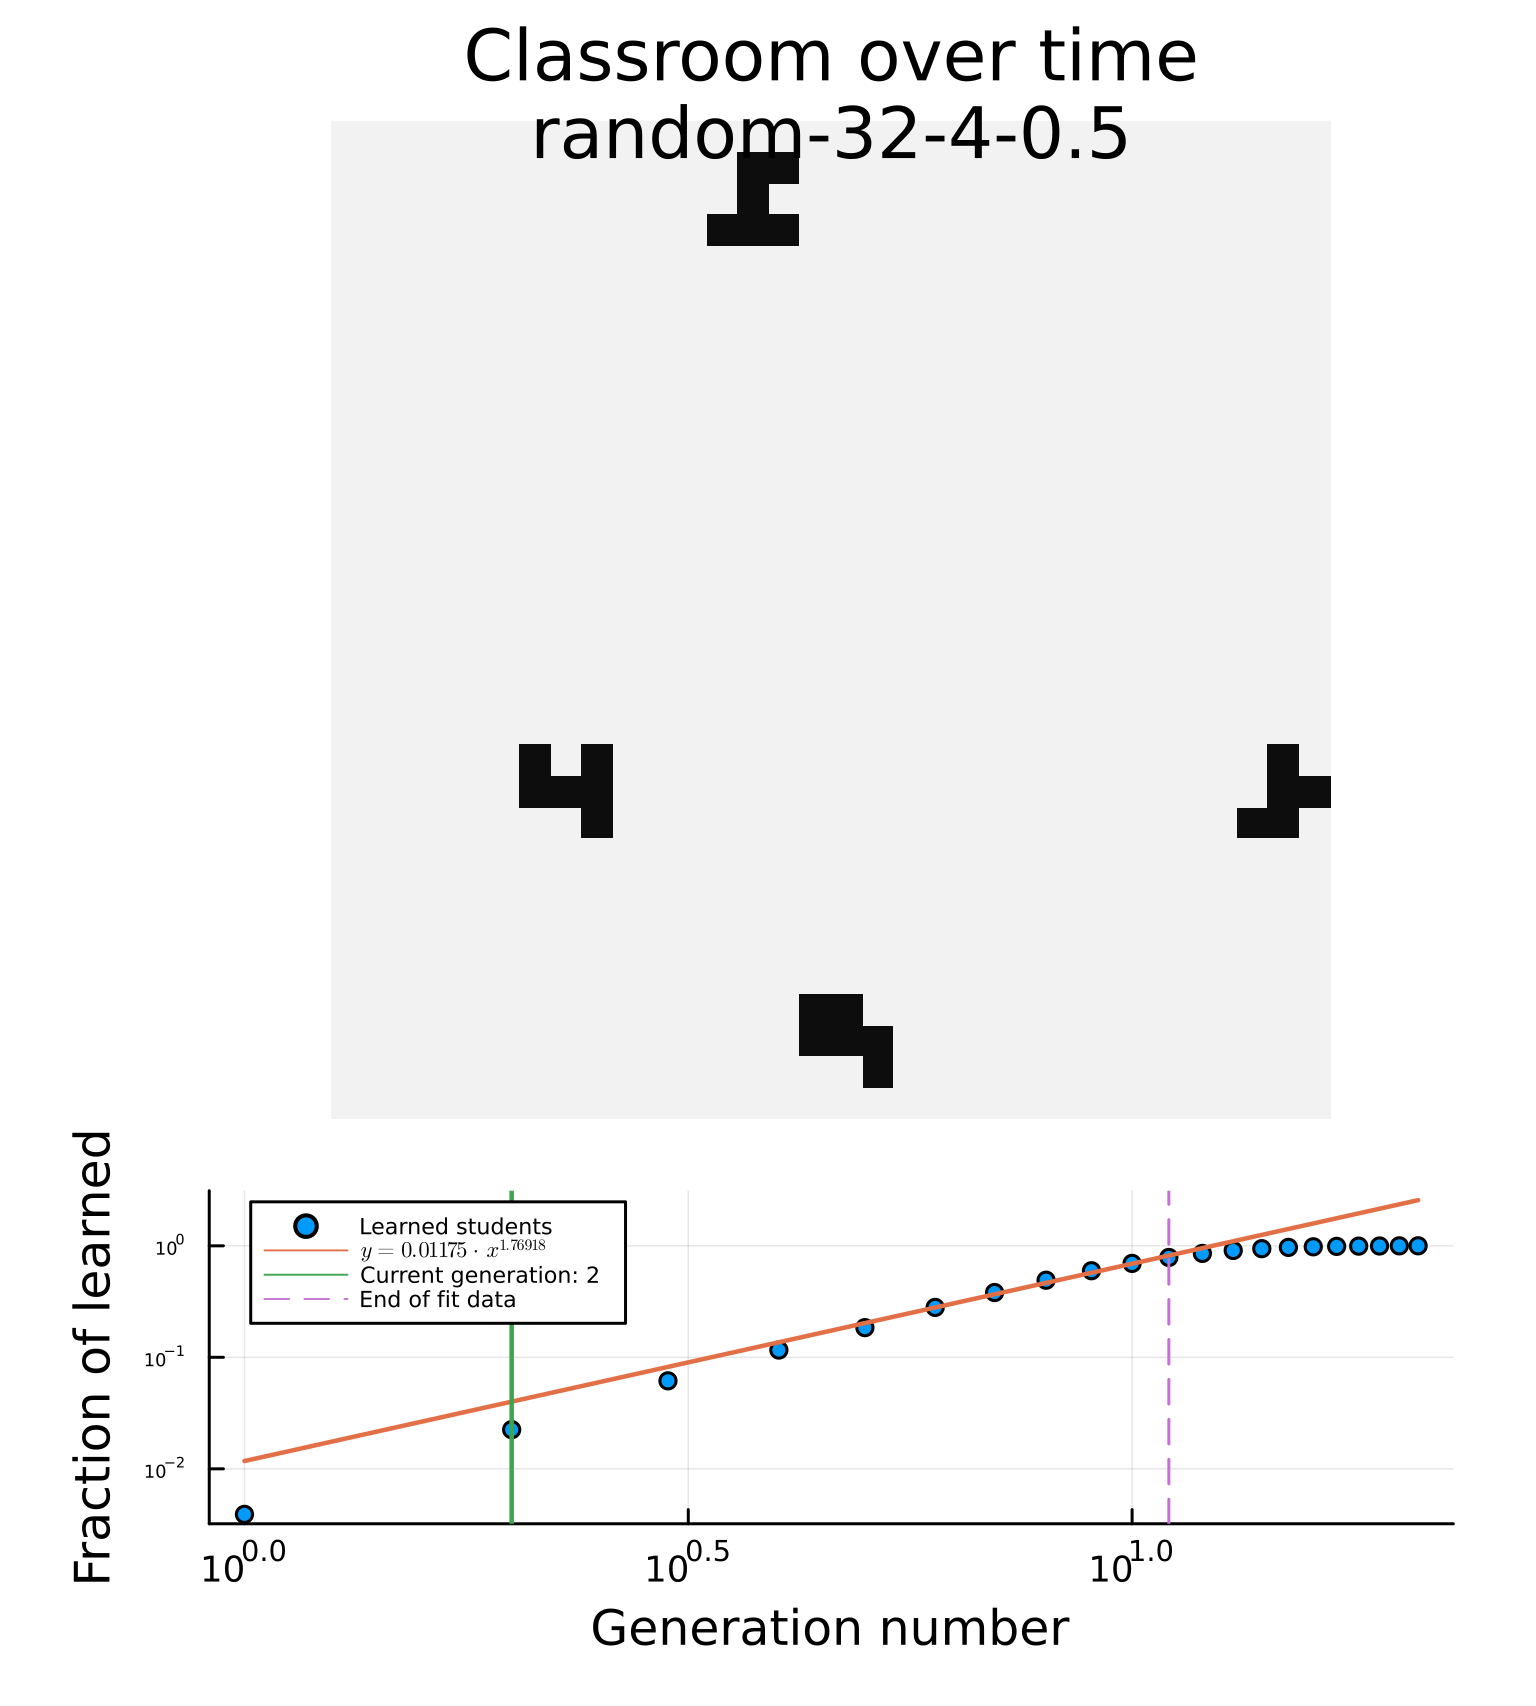 Classroom over time
random-32-4-0.5
Fraction of learned
10^0
10^−1
10^−2
Learned students
y = 0.01175 · x^1.76918
Current generation: 2
End of fit data
10^0.0
10^0.5
10^1.0
Generation number